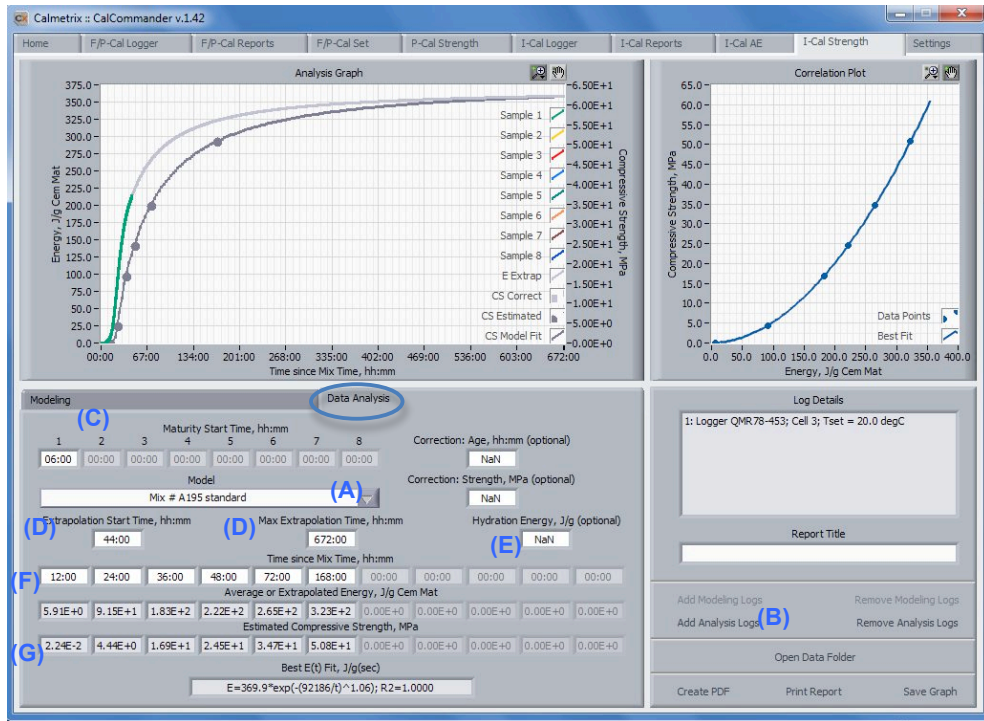 Calmetrix :: CalCommander v.1.42
Home F/P-Cal Logger F/P-Cal Reports F/P-Cal Set P-Cal Strength I-Cal Logger I-Cal Reports I-Cal AE I-Cal Strength Settings
Analysis Graph
375.0
350.0
325.0
300.0
275.0
250.0
225.0
200.0
175.0
150.0
125.0
100.0
75.0
50.0
25.0
0.0
Energy, J/g Cem Mat
6.50E+1
6.00E+1
5.50E+1
5.00E+1
4.50E+1
4.00E+1
3.50E+1
3.00E+1
2.50E+1
2.00E+1
1.50E+1
1.00E+1
5.00E+0
0.00E+0
Compressive Strength, MPa
Sample 1
Sample 2
Sample 3
Sample 4
Sample 5
Sample 6
Sample 7
Sample 8
E Extrap
CS Correct
CS Estimated
CS Model Fit
00:00 67:00 134:00 201:00 268:00 335:00 402:00 469:00 536:00 603:00 672:00
Time since Mix Time, hh:mm
Correlation Plot
65.0
60.0
55.0
50.0
45.0
40.0
35.0
30.0
25.0
20.0
15.0
10.0
5.0
0.0
Compressive Strength, MPa
Data Points
Best Fit
0.0 50.0 100.0 150.0 200.0 250.0 300.0 350.0 400.0
Energy, J/g Cem Mat
Modeling Data Analysis
(C)
Maturity Start Time, hh:mm
1 2 3 4 5 6 7 8
06:00 00:00 00:00 00:00 00:00 00:00 00:00 00:00
Correction: Age, hh:mm (optional)
NaN
Model
Mix # A195 standard
(A)
Correction: Strength, MPa (optional)
NaN
(D) Extrapolation Start Time, hh:mm
44:00
(D) Max Extrapolation Time, hh:mm
672:00
Hydration Energy, J/g (optional)
(E) NaN
Time since Mix Time, hh:mm
(F) 12:00 24:00 36:00 48:00 72:00 168:00 00:00 00:00 00:00 00:00 00:00
Average or Extrapolated Energy, J/g Cem Mat
5.91E+0 9.15E+1 1.83E+2 2.22E+2 2.65E+2 3.23E+2 0.00E+0 0.00E+0 0.00E+0 0.00E+0 0.00E+0
Estimated Compressive Strength, MPa
(G) 2.24E-2 4.44E+0 1.69E+1 2.45E+1 3.47E+1 5.08E+1 0.00E+0 0.00E+0 0.00E+0 0.00E+0 0.00E+0
Best E(t) Fit, J/g(sec)
E=369.9*exp(-(92186/t)^1.06); R2=1.0000
Log Details
1: Logger QMR78-453; Cell 3; Tset = 20.0 degC
Report Title
Add Modeling Logs Remove Modeling Logs
Add Analysis Logs (B) Remove Analysis Logs
Open Data Folder
Create PDF Print Report Save Graph